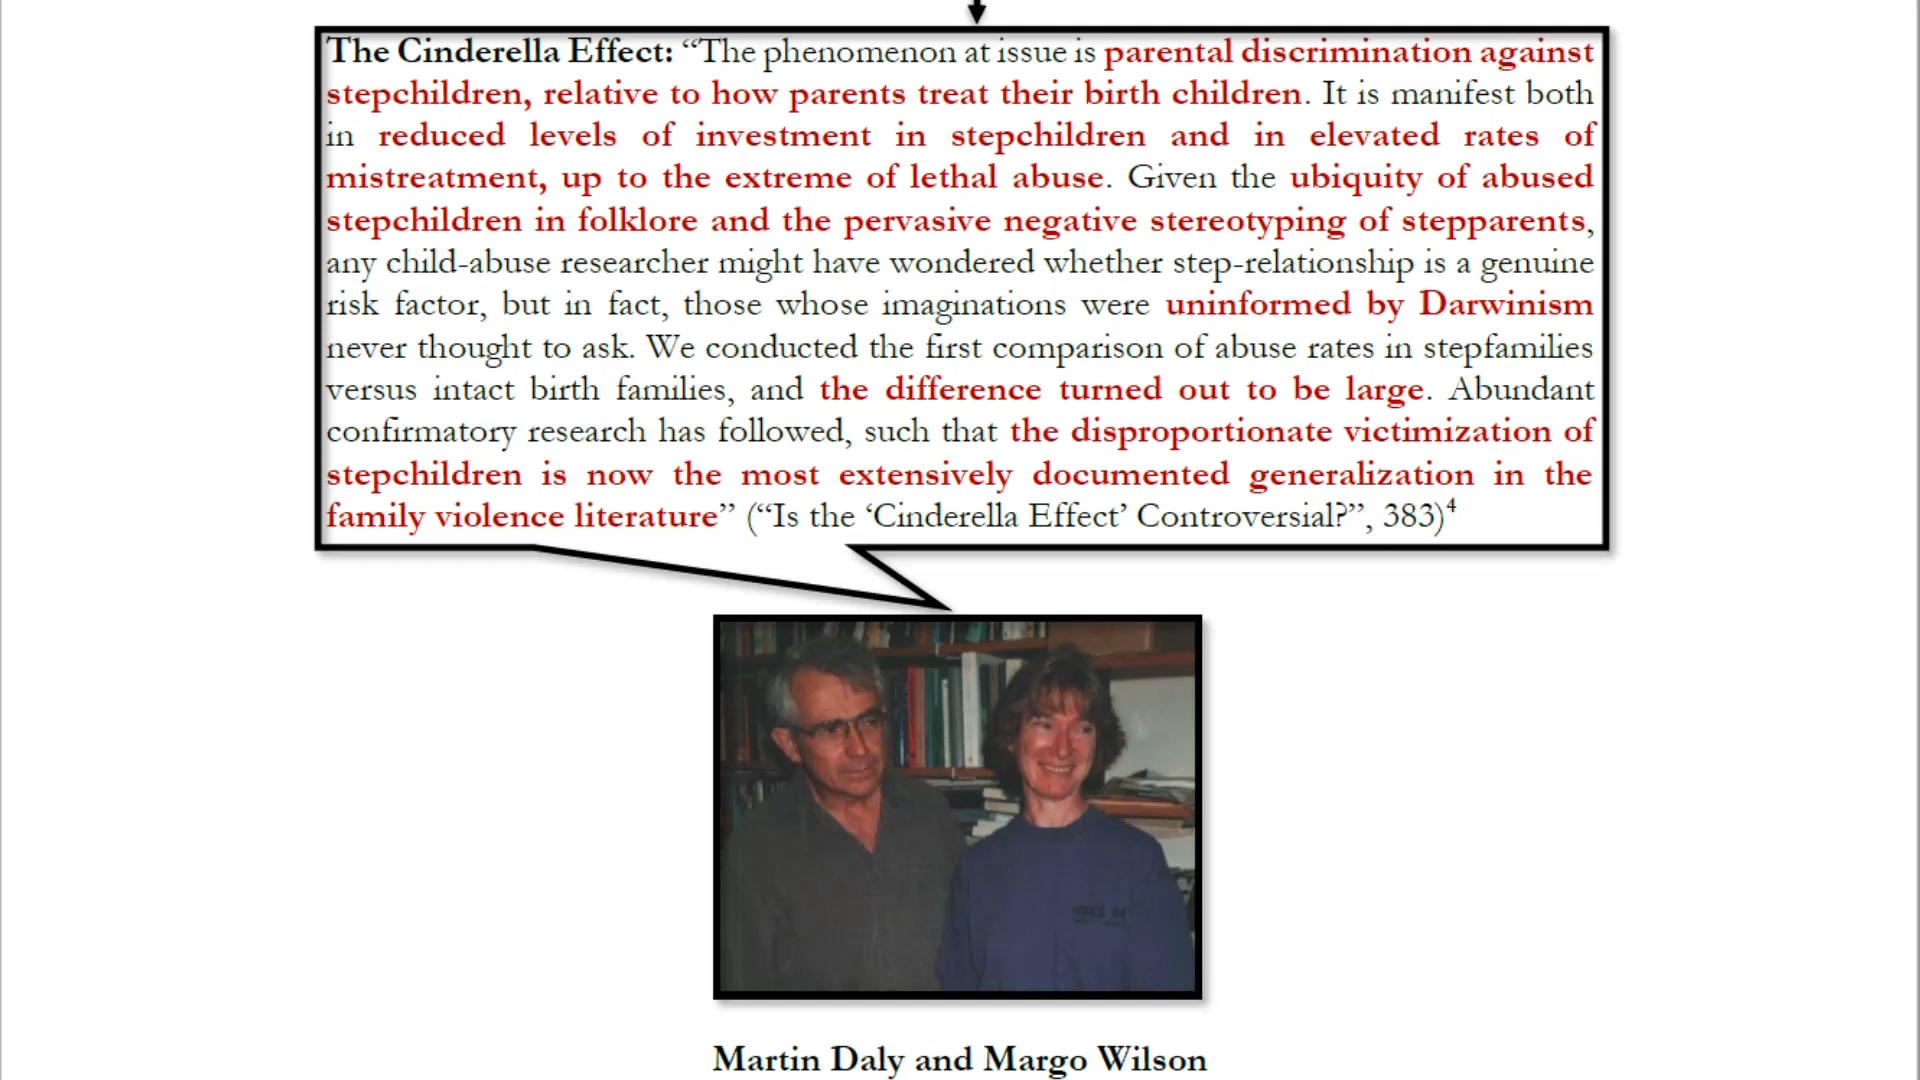 The Cinderella Effect: “The phenomenon at issue is parental discrimination against
stepchildren, relative to how parents treat their birth children. It is manifest both
in reduced levels of investment in stepchildren and in elevated rates of
mistreatment, up to the extreme of lethal abuse. Given the ubiquity of abused
stepchildren in folklore and the pervasive negative stereotyping of stepparents,
any child-abuse researcher might have wondered whether step-relationship is a genuine
risk factor, but in fact, those whose imaginations were uninformed by Darwinism
never thought to ask. We conducted the first comparison of abuse rates in stepfamilies
versus intact birth families, and the difference turned out to be large. Abundant
confirmatory research has followed, such that the disproportionate victimization of
stepchildren is now the most extensively documented generalization in the
family violence literature” (“Is the ‘Cinderella Effect’ Controversial?”, 383)⁴
Martin Daly and Margo Wilson